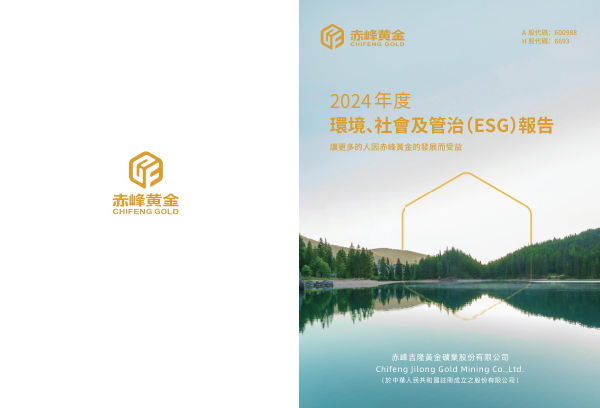 赤峰黄金
CHIFENG GOLD
赤峰黄金
CHIFENG GOLD
A 股代碼：600988
H 股代碼：6693
2024 年度
環境、社會及管治（ESG）報告
讓更多的人因赤峰黃金的發展而受益
赤峰吉隆黃金礦業股份有限公司
Chifeng Jilong Gold Mining Co.,Ltd.
（於中華人民共和國註冊成立之股份有限公司）